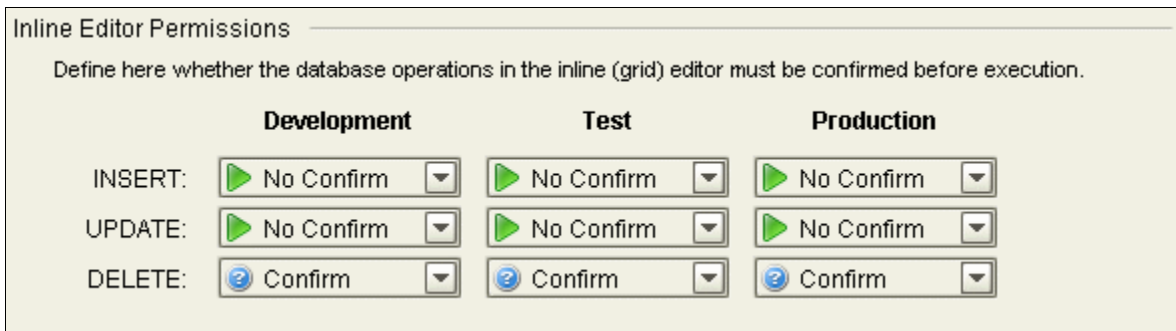 Inline Editor Permissions
Define here whether the database operations in the inline (grid) editor must be confirmed before execution.
Development Test Production
INSERT: No Confirm No Confirm No Confirm
UPDATE: No Confirm No Confirm No Confirm
DELETE: Confirm Confirm Confirm